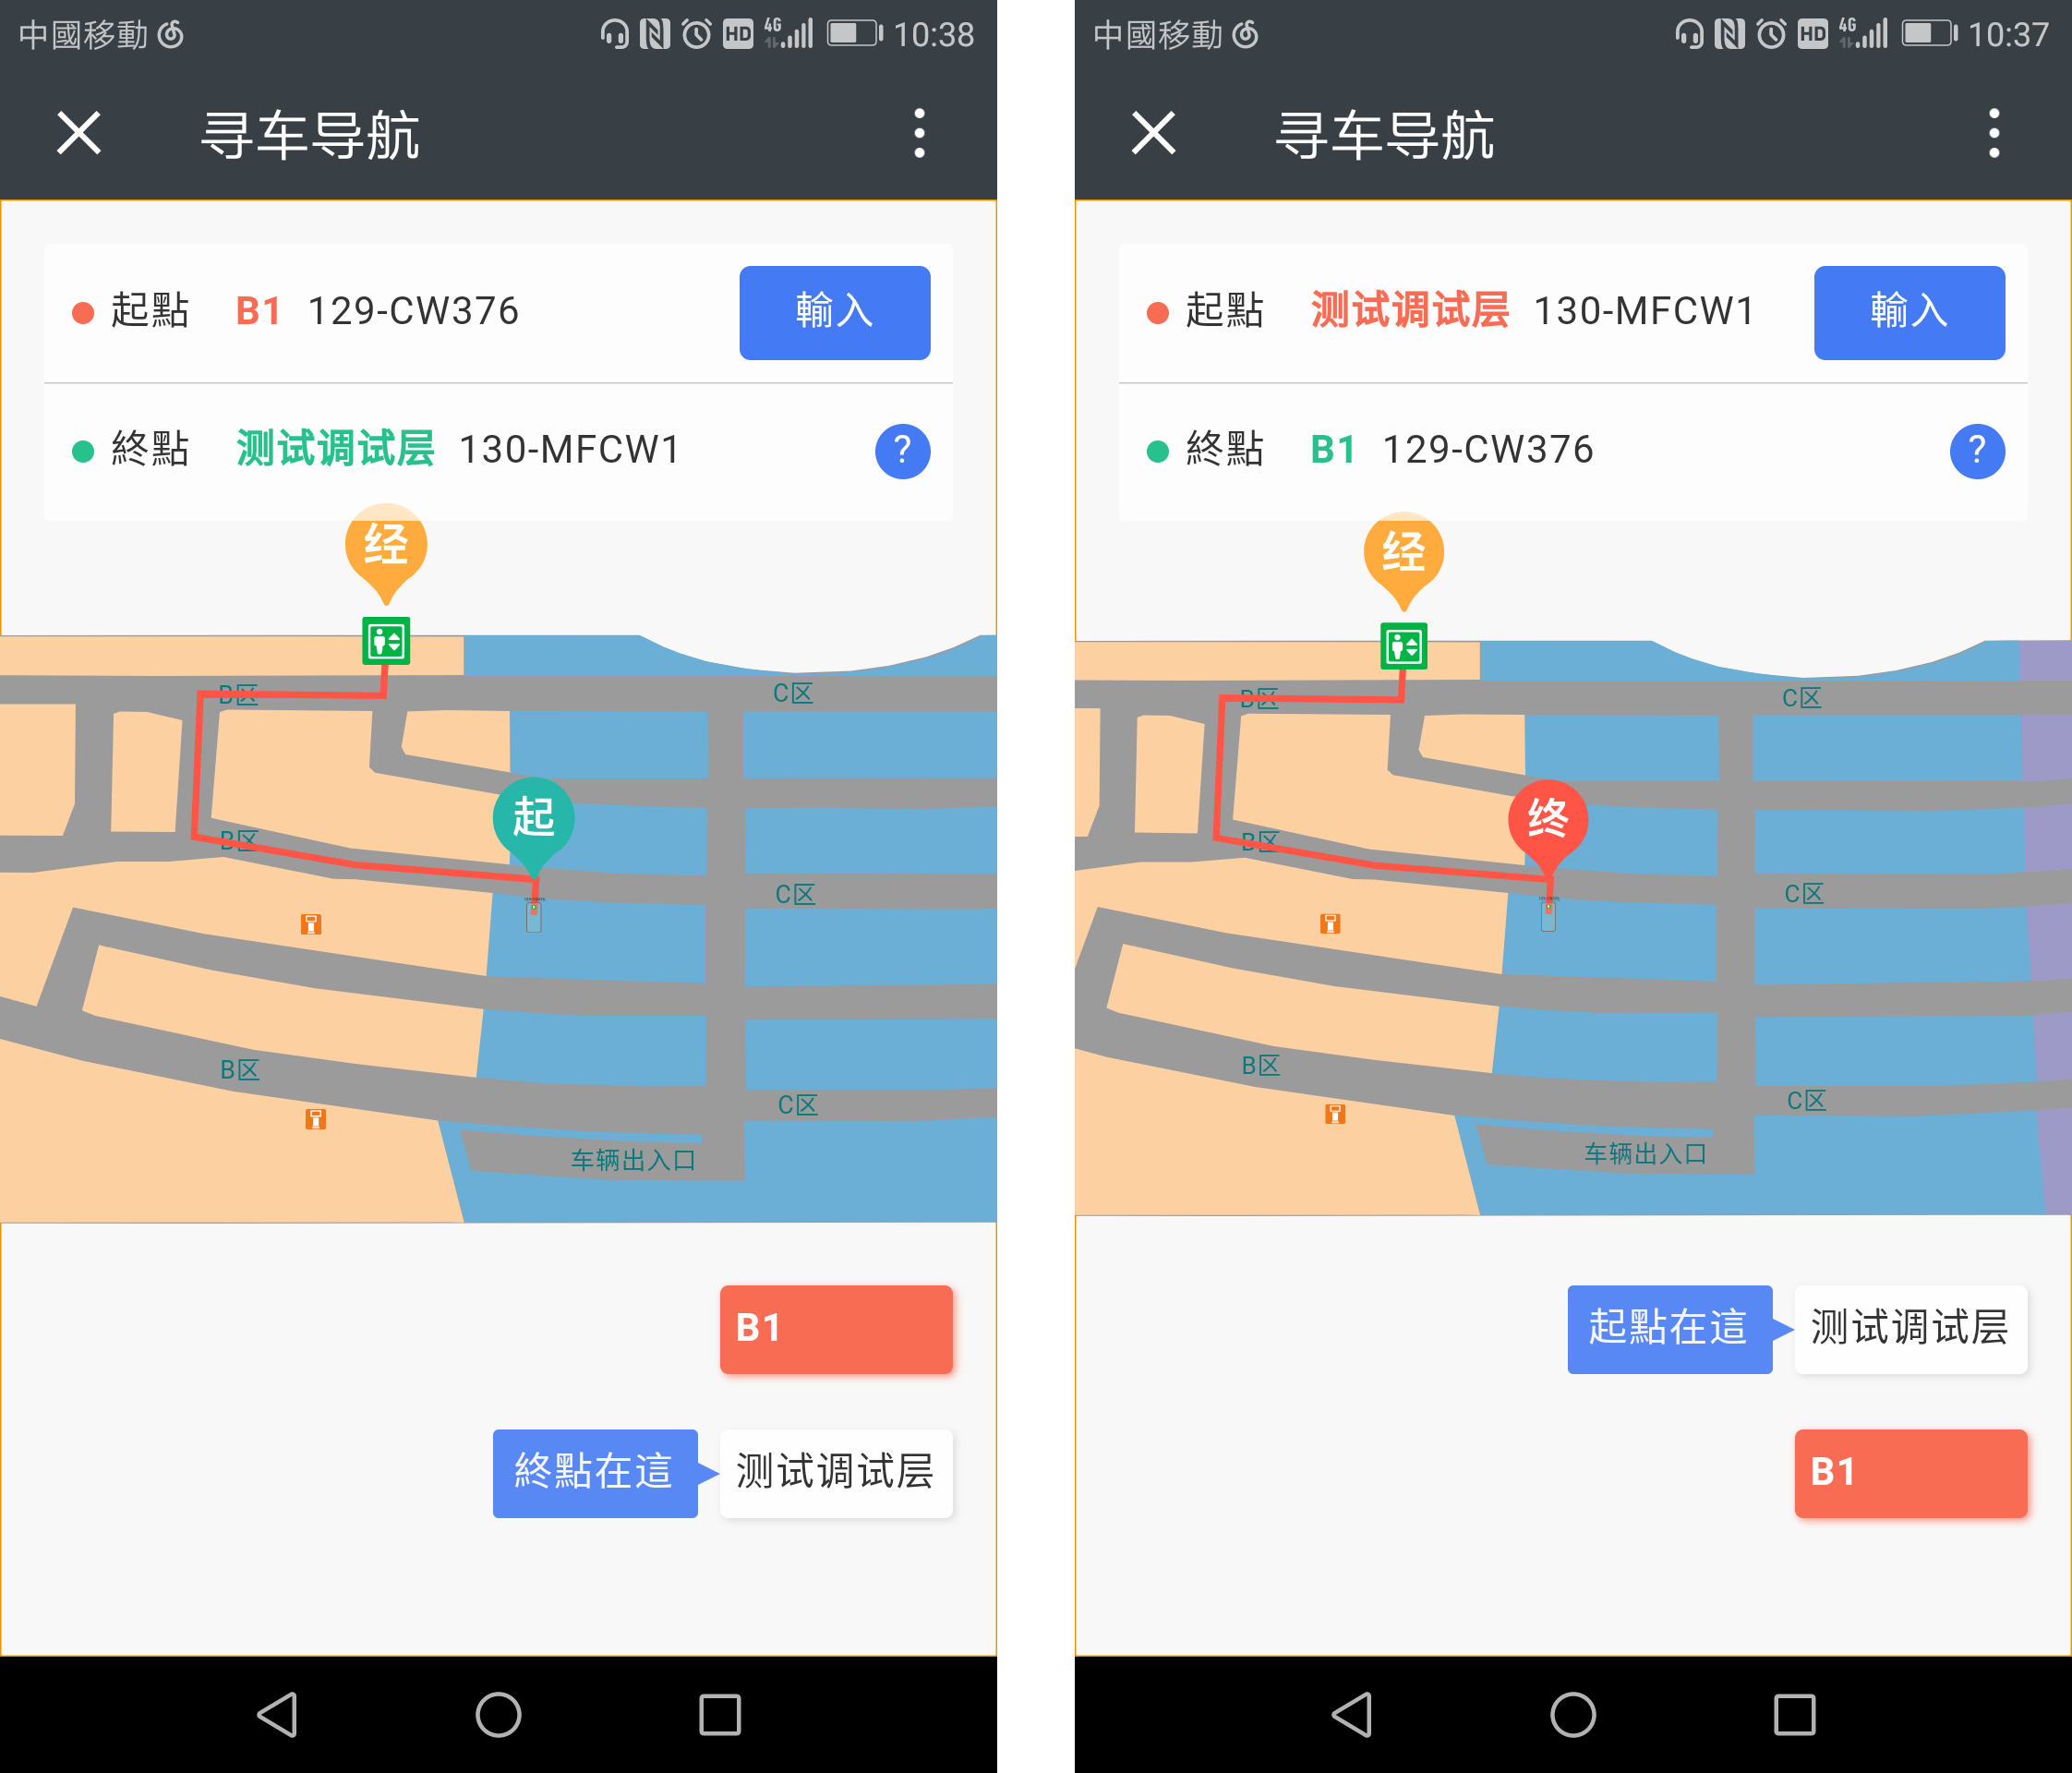 中國移動
HD 4G 10:38
寻车导航
起點 B1 129-CW376 輸入
終點 测试调试层 130-MFCW1 ?
经
B区
C区
起
B区
C区
B区
C区
车辆出入口
B1
終點在這 测试调试层
中國移動
HD 4G 10:37
寻车导航
起點 测试调试层 130-MFCW1 輸入
終點 B1 129-CW376 ?
经
B区
C区
终
B区
C区
B区
C区
车辆出入口
起點在這 测试调试层
B1